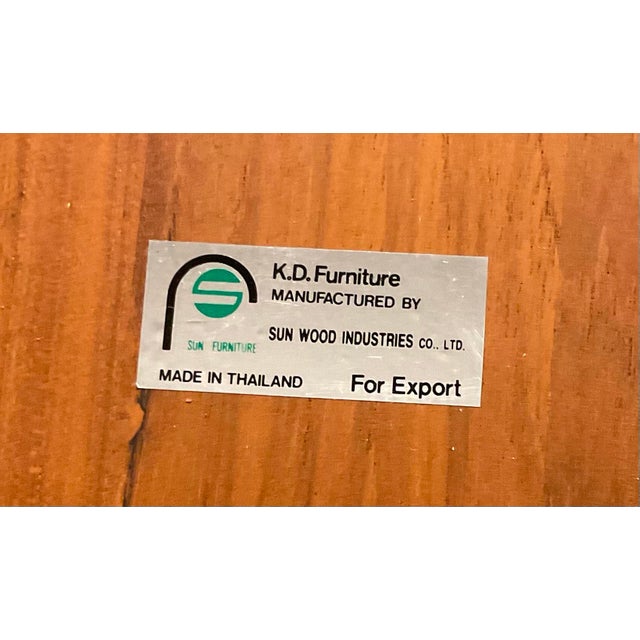 K.D. Furniture
MANUFACTURED BY
SUN WOOD INDUSTRIES CO., LTD.
S
SUN FURNITURE
MADE IN THAILAND For Export